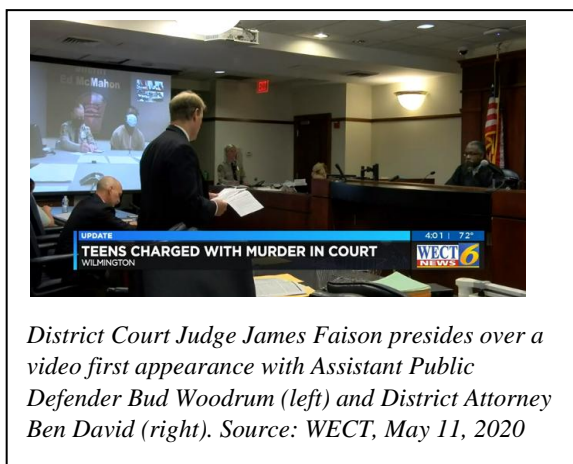 Ed McMahon
UPDATE
TEENS CHARGED WITH MURDER IN COURT
WILMINGTON
4:01 | 72°
WECT 6
NEWS
District Court Judge James Faison presides over a
video first appearance with Assistant Public
Defender Bud Woodrum (left) and District Attorney
Ben David (right). Source: WECT, May 11, 2020